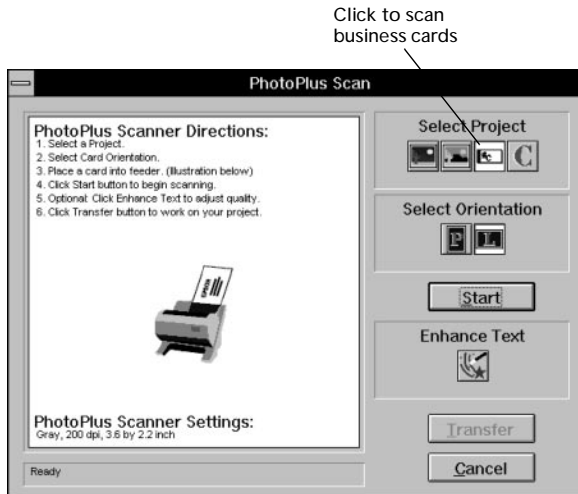 Click to scan
business cards
PhotoPlus Scan
PhotoPlus Scanner Directions:
1. Select a Project.
2. Select Card Orientation.
3. Place a card into feeder. (Illustration below)
4. Click Start button to begin scanning.
5. Optional: Click Enhance Text to adjust quality.
6. Click Transfer button to work on your project.
EPSON
PhotoPlus Scanner Settings:
Gray, 200 dpi, 3.6 by 2.2 inch
Ready
Select Project
C
Select Orientation
P L
Start
Enhance Text
Transfer
Cancel